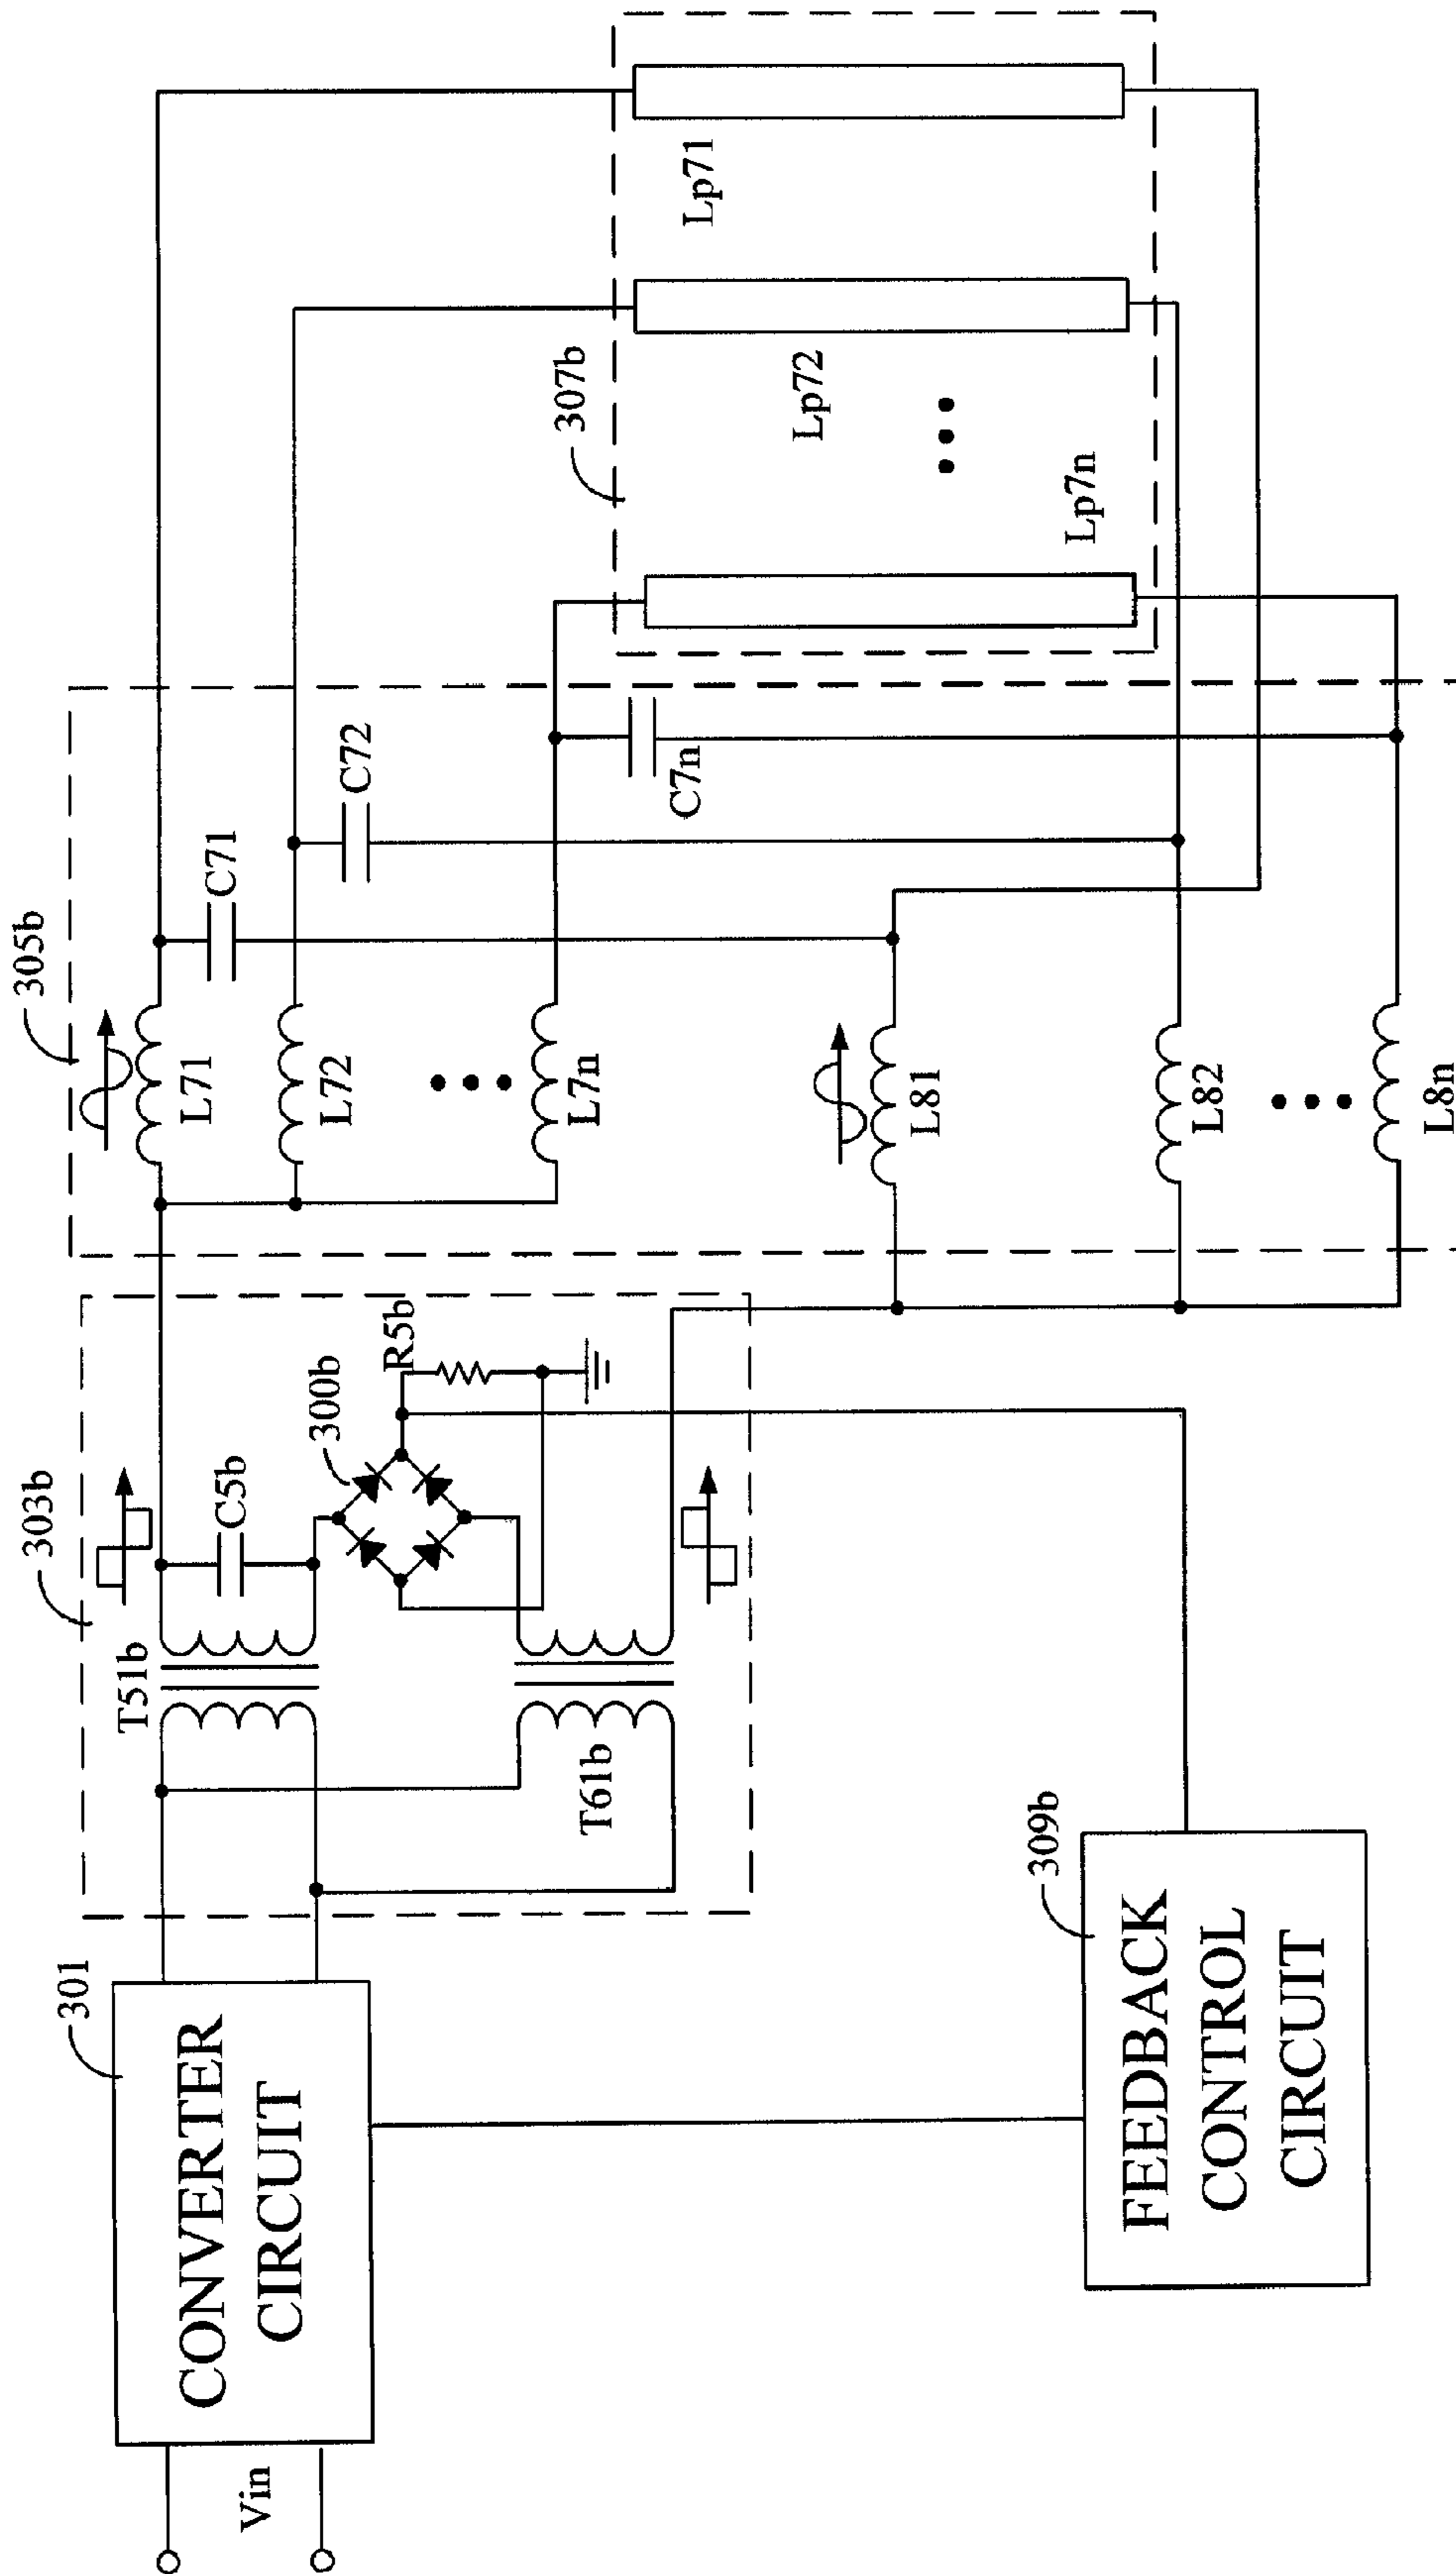 Vin
CONVERTER
CIRCUIT
301
303b
T51b
C5b
300b
R5b
T61b
305b
L71
L72
L7n
L81
L82
L8n
C71
C72
C7n
307b
Lp71
Lp72
Lp7n
309b
FEEDBACK
CONTROL
CIRCUIT